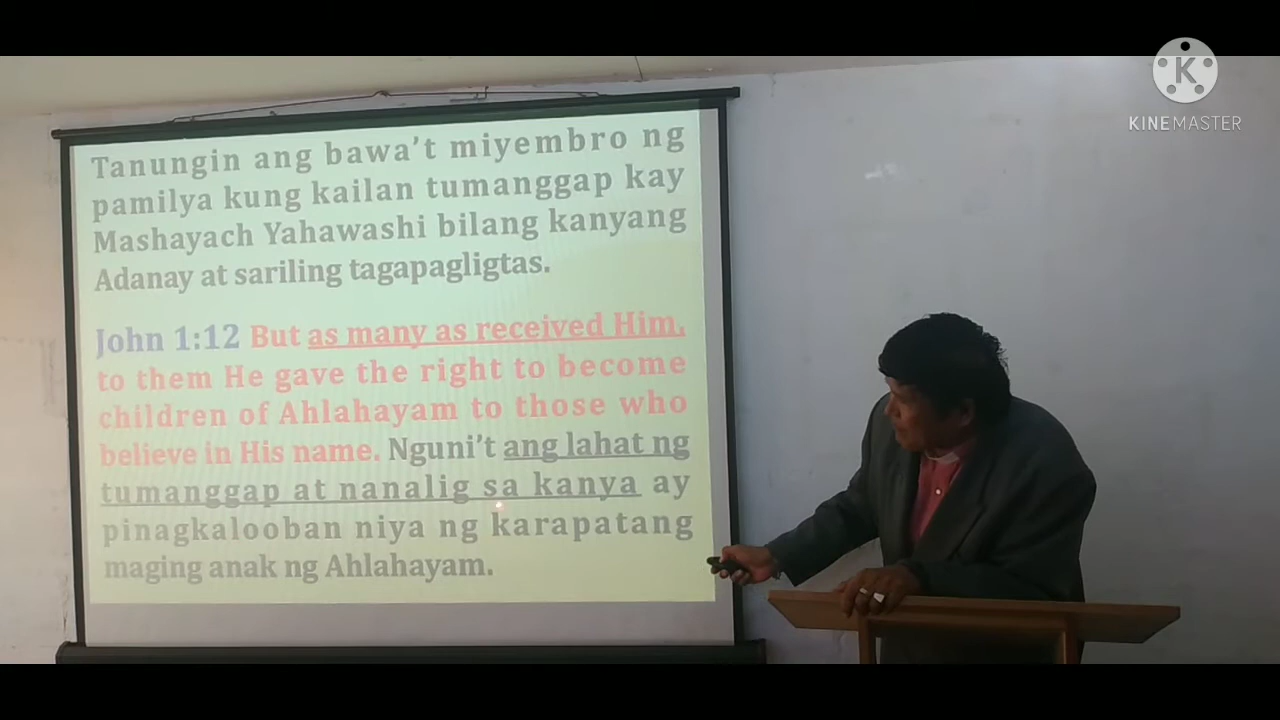 Tanungin ang bawa't miyembro ng
pamilya kung kailan tumanggap kay
Mashayach Yahawashi bilang kanyang
Adanay at sariling tagapagligtas.
John 1:12 But as many as received Him,
to them He gave the right to become
children of Ahlahayam to those who
believe in His name. Nguni't ang lahat ng
tumanggap at nanalig sa kanya ay
pinagkalooban niya ng karapatang
maging anak ng Ahlahayam.
K
KINEMASTER